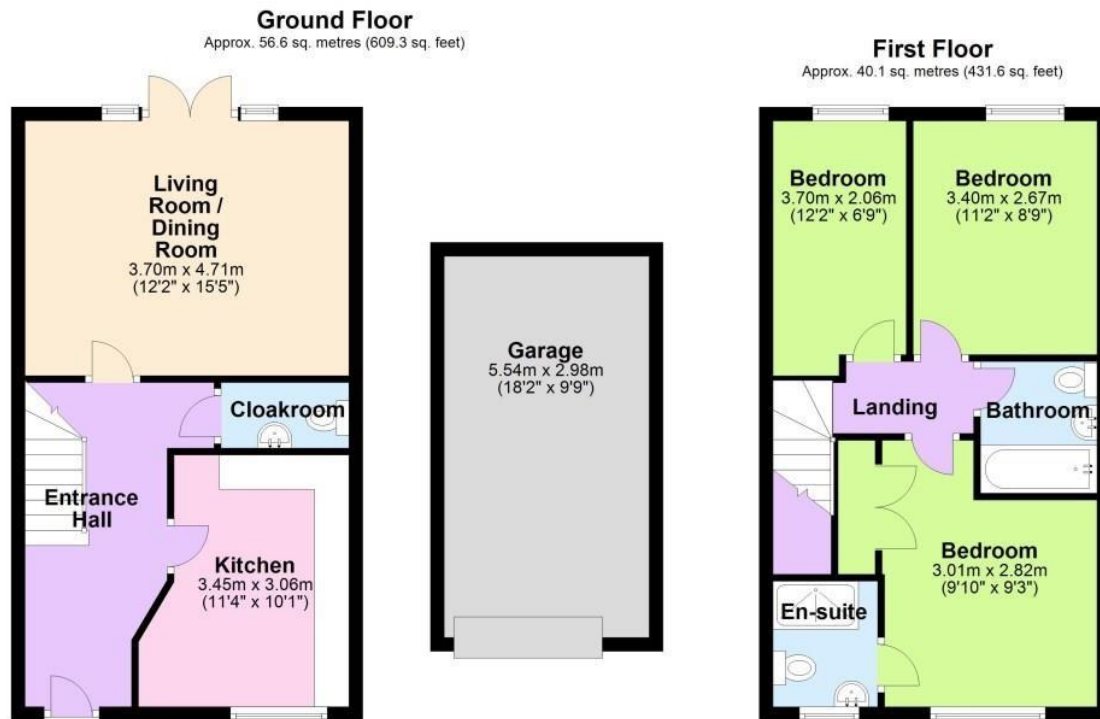 Ground Floor
Approx. 56.6 sq. metres (609.3 sq. feet)
Living
Room /
Dining
Room
3.70m x 4.71m
(12'2" x 15'5")
Cloakroom
Entrance
Hall
Kitchen
3.45m x 3.06m
(11'4" x 10'1")
Garage
5.54m x 2.98m
(18'2" x 9'9")
First Floor
Approx. 40.1 sq. metres (431.6 sq. feet)
Bedroom
3.70m x 2.06m
(12'2" x 6'9")
Bedroom
3.40m x 2.67m
(11'2" x 8'9")
Landing
Bathroom
Bedroom
3.01m x 2.82m
(9'10" x 9'3")
En-suite